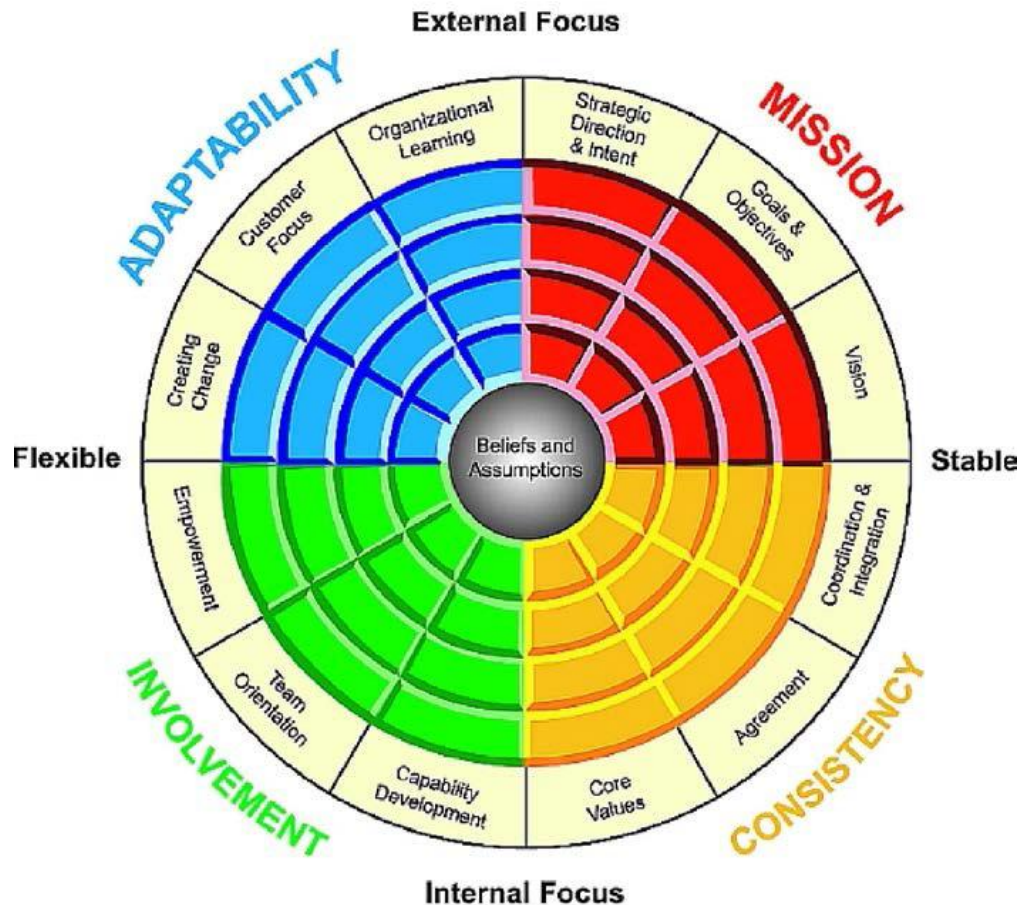 External Focus
ADAPTABILITY
MISSION
Organizational
Learning
Strategic
Direction
& Intent
Customer
Focus
Goals &
Objectives
Creating
Change
Vision
Flexible
Beliefs and
Assumptions
Stable
Empowerment
Coordination &
Integration
Team
Orientation
Agreement
Capability
Development
Core
Values
INVOLVEMENT
CONSISTENCY
Internal Focus